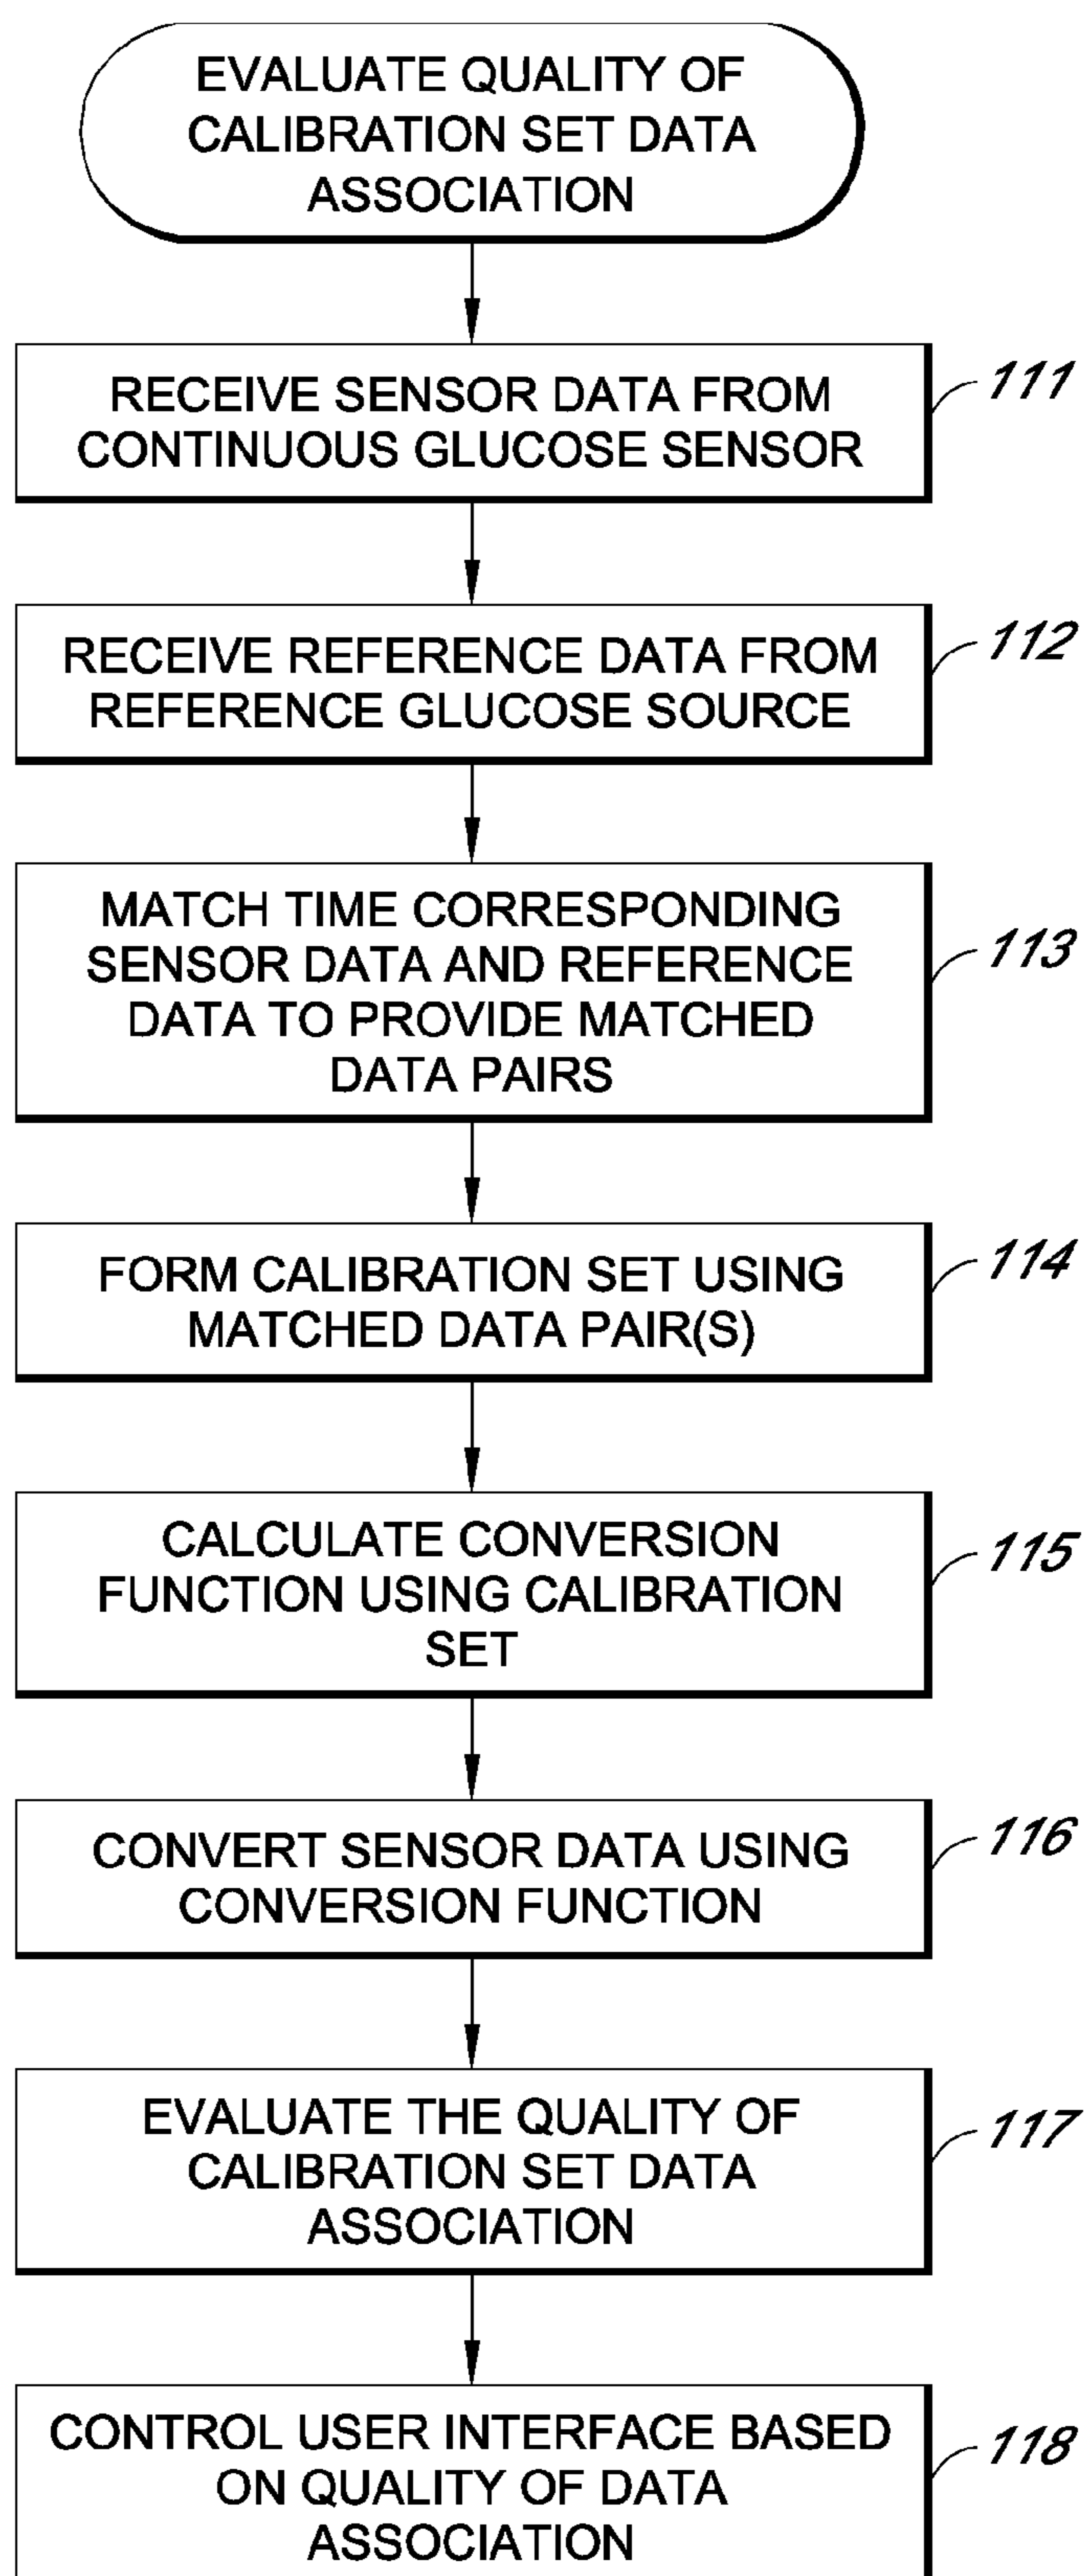 EVALUATE QUALITY OF
CALIBRATION SET DATA
ASSOCIATION
RECEIVE SENSOR DATA FROM
CONTINUOUS GLUCOSE SENSOR
111
RECEIVE REFERENCE DATA FROM
REFERENCE GLUCOSE SOURCE
112
MATCH TIME CORRESPONDING
SENSOR DATA AND REFERENCE
DATA TO PROVIDE MATCHED
DATA PAIRS
113
FORM CALIBRATION SET USING
MATCHED DATA PAIR(S)
114
CALCULATE CONVERSION
FUNCTION USING CALIBRATION
SET
115
CONVERT SENSOR DATA USING
CONVERSION FUNCTION
116
EVALUATE THE QUALITY OF
CALIBRATION SET DATA
ASSOCIATION
117
CONTROL USER INTERFACE BASED
ON QUALITY OF DATA
ASSOCIATION
118